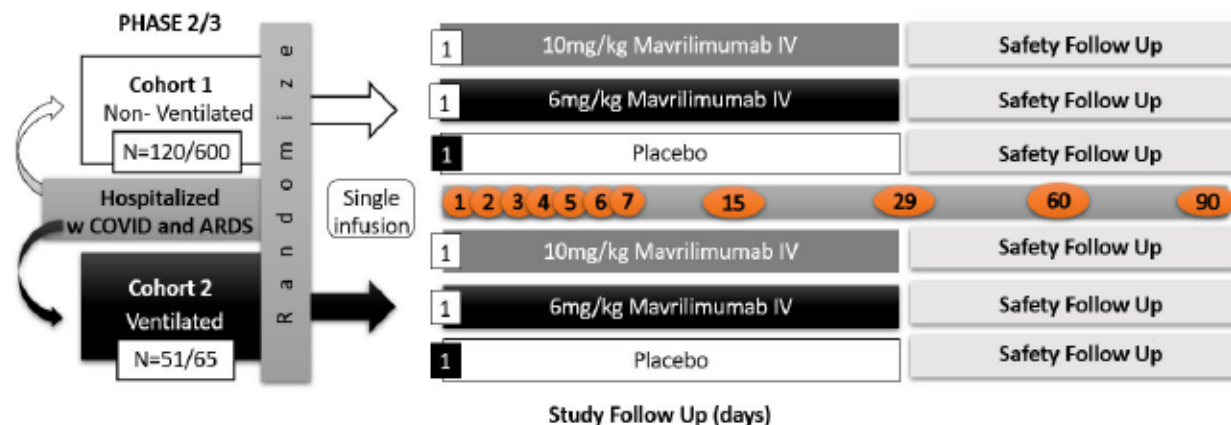 PHASE 2/3
Cohort 1
Non- Ventilated
N=120/600
Hospitalized
w COVID and ARDS
Cohort 2
Ventilated
N=51/65
Randomize
Single
infusion
1 10mg/kg Mavrilimumab IV Safety Follow Up
1 6mg/kg Mavrilimumab IV Safety Follow Up
1 Placebo Safety Follow Up
1 2 3 4 5 6 7 15 29 60 90
1 10mg/kg Mavrilimumab IV Safety Follow Up
1 6mg/kg Mavrilimumab IV Safety Follow Up
1 Placebo Safety Follow Up
Study Follow Up (days)